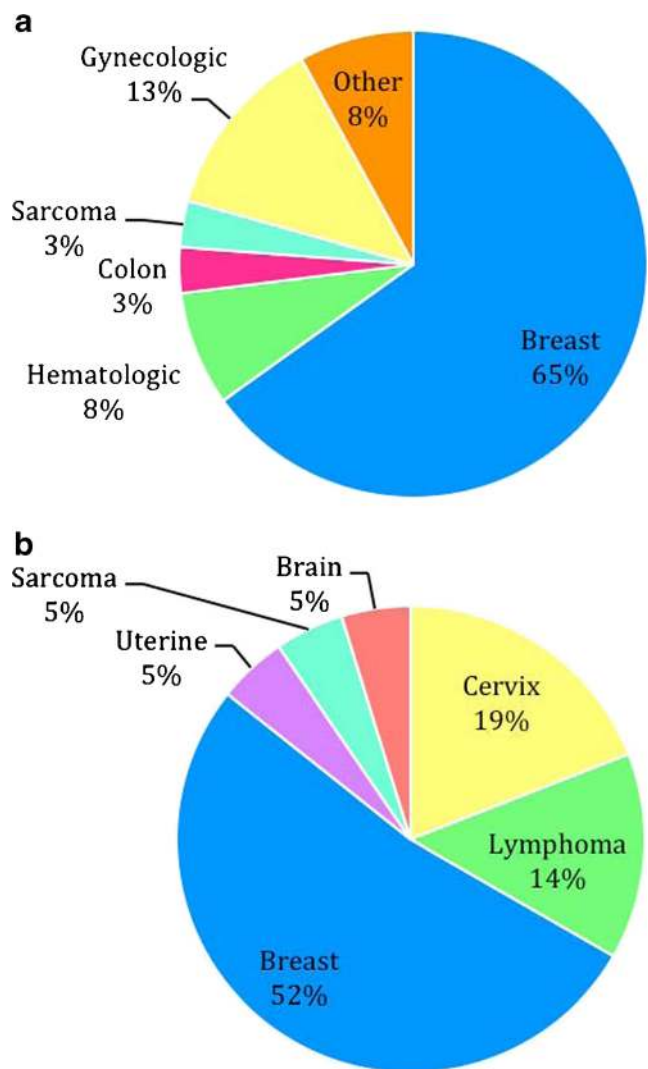 a
Gynecologic
13%
Other
8%
Sarcoma
3%
Colon
3%
Hematologic
8%
Breast
65%
b
Sarcoma
5%
Brain
5%
Uterine
5%
Cervix
19%
Lymphoma
14%
Breast
52%